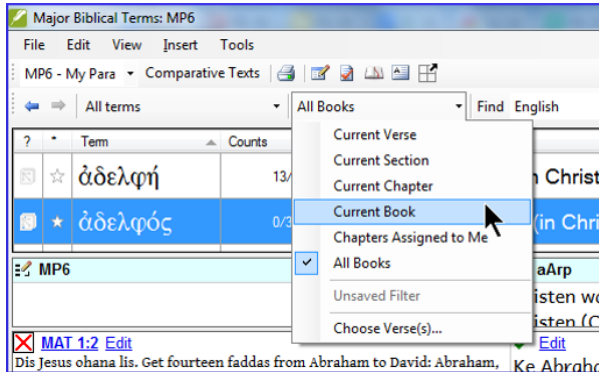 Major Biblical Terms: MP6
File Edit View Insert Tools
MP6 - My Para Comparative Texts
All terms All Books Find English
? * Term Counts
Current Verse
Current Section
Current Chapter
Current Book
Chapters Assigned to Me
All Books
Unsaved Filter
Choose Verse(s)...
ἀδελφή 13/ Christ
ἀδελφός 0/3 (in Chri
MP6 aArp
isten wo
isten (C
MAT 1:2 Edit Edit
Dis Jesus ohana lis. Get fourteen faddas from Abraham to David: Abraham, Ke Abraha